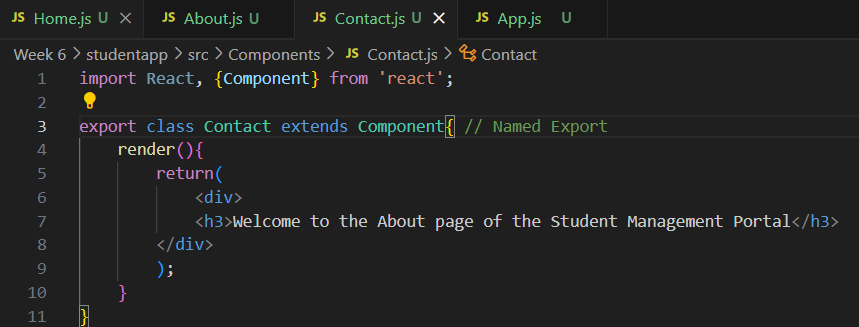 JS Home.js U × JS About.js U JS Contact.js U × JS App.js U
Week 6 > studentapp > src > Components > JS Contact.js > Contact
1 import React, {Component} from 'react';
2
3 export class Contact extends Component{ // Named Export
4 render(){
5 return(
6 <div>
7 <h3>Welcome to the About page of the Student Management Portal</h3>
8 </div>
9 );
10 }
11 }